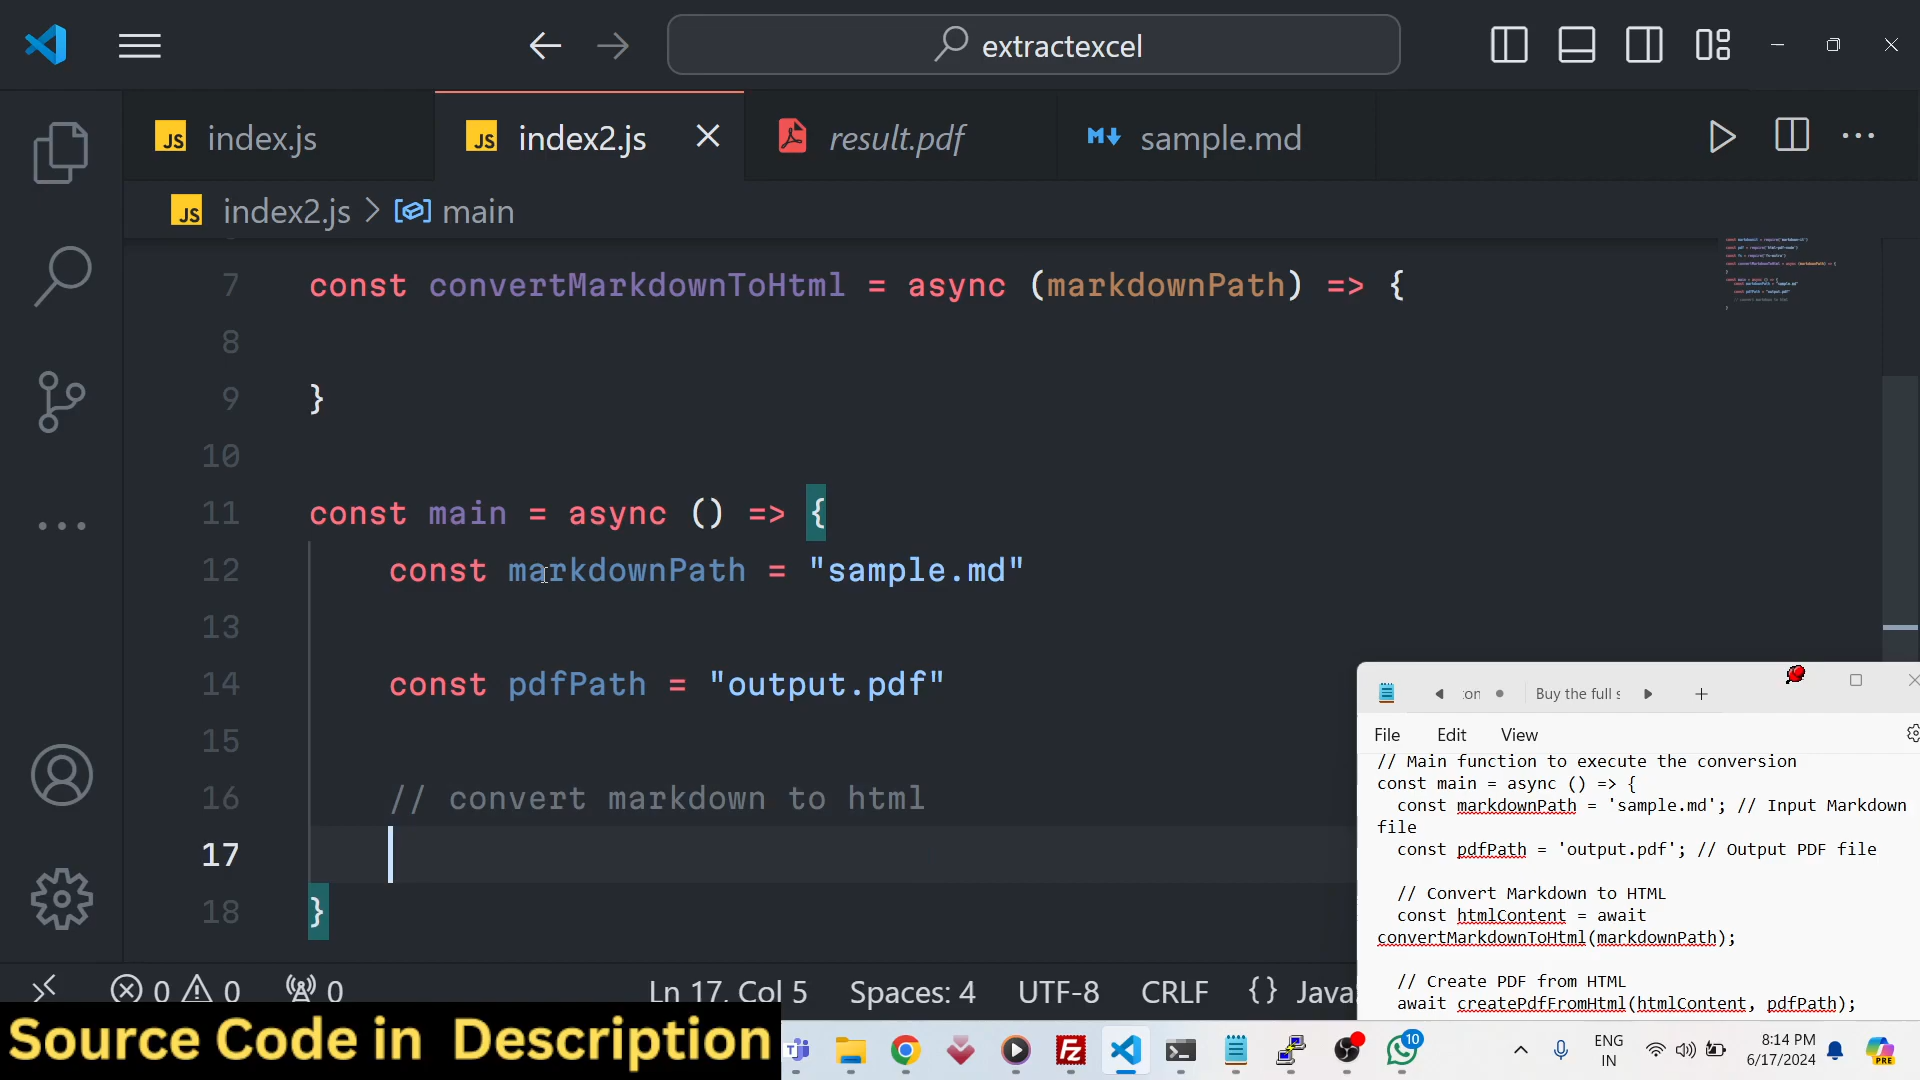 extractexcel
JS index.js
JS index2.js
result.pdf
sample.md
JS index2.js > main
7 const convertMarkdownToHtml = async (markdownPath) => {
8
9 }
10
11 const main = async () => {
12 const markdownPath = "sample.md"
13
14 const pdfPath = "output.pdf"
15
16 // convert markdown to html
17
18 }
Buy the full
File Edit View
// Main function to execute the conversion
const main = async () => {
const markdownPath = 'sample.md'; // Input Markdown
file
const pdfPath = 'output.pdf'; // Output PDF file
// Convert Markdown to HTML
const htmlContent = await
convertMarkdownToHtml(markdownPath);
// Create PDF from HTML
await createPdfFromHtml(htmlContent, pdfPath);
0 0 0 Ln 17, Col 5 Spaces: 4 UTF-8 CRLF {} Java
Source Code in Description
Fz
10
ENG
IN
8:14 PM
6/17/2024
PRE